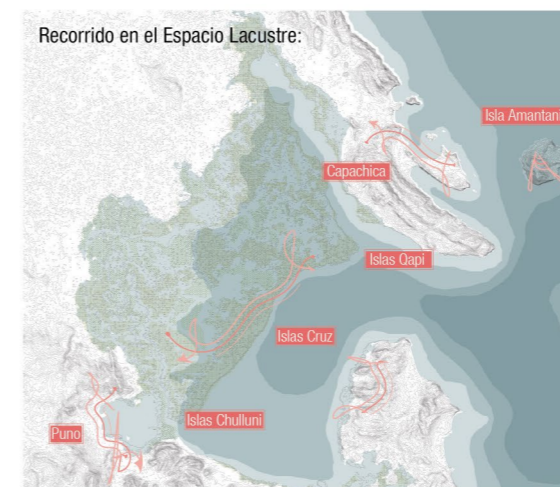 Recorrido en el Espacio Lacustre:
Isla Amantani
Capachica
Islas Qapi
Islas Cruz
Islas Chulluni
Puno